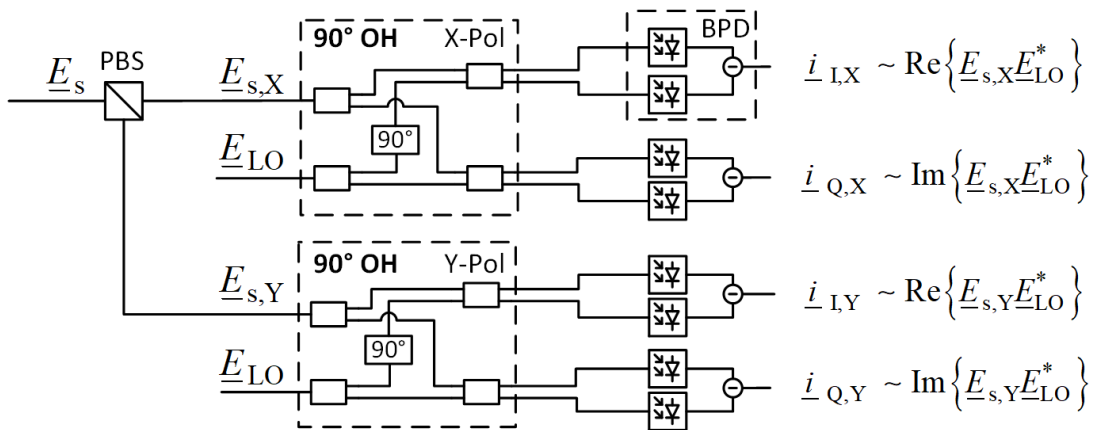 90° OH X-Pol BPD
PBS
E_s E_s,X i_I,X ~ Re{E_s,X E*_LO}
90°
E_LO i_Q,X ~ Im{E_s,X E*_LO}
90° OH Y-Pol
E_s,Y i_I,Y ~ Re{E_s,Y E*_LO}
90°
E_LO i_Q,Y ~ Im{E_s,Y E*_LO}